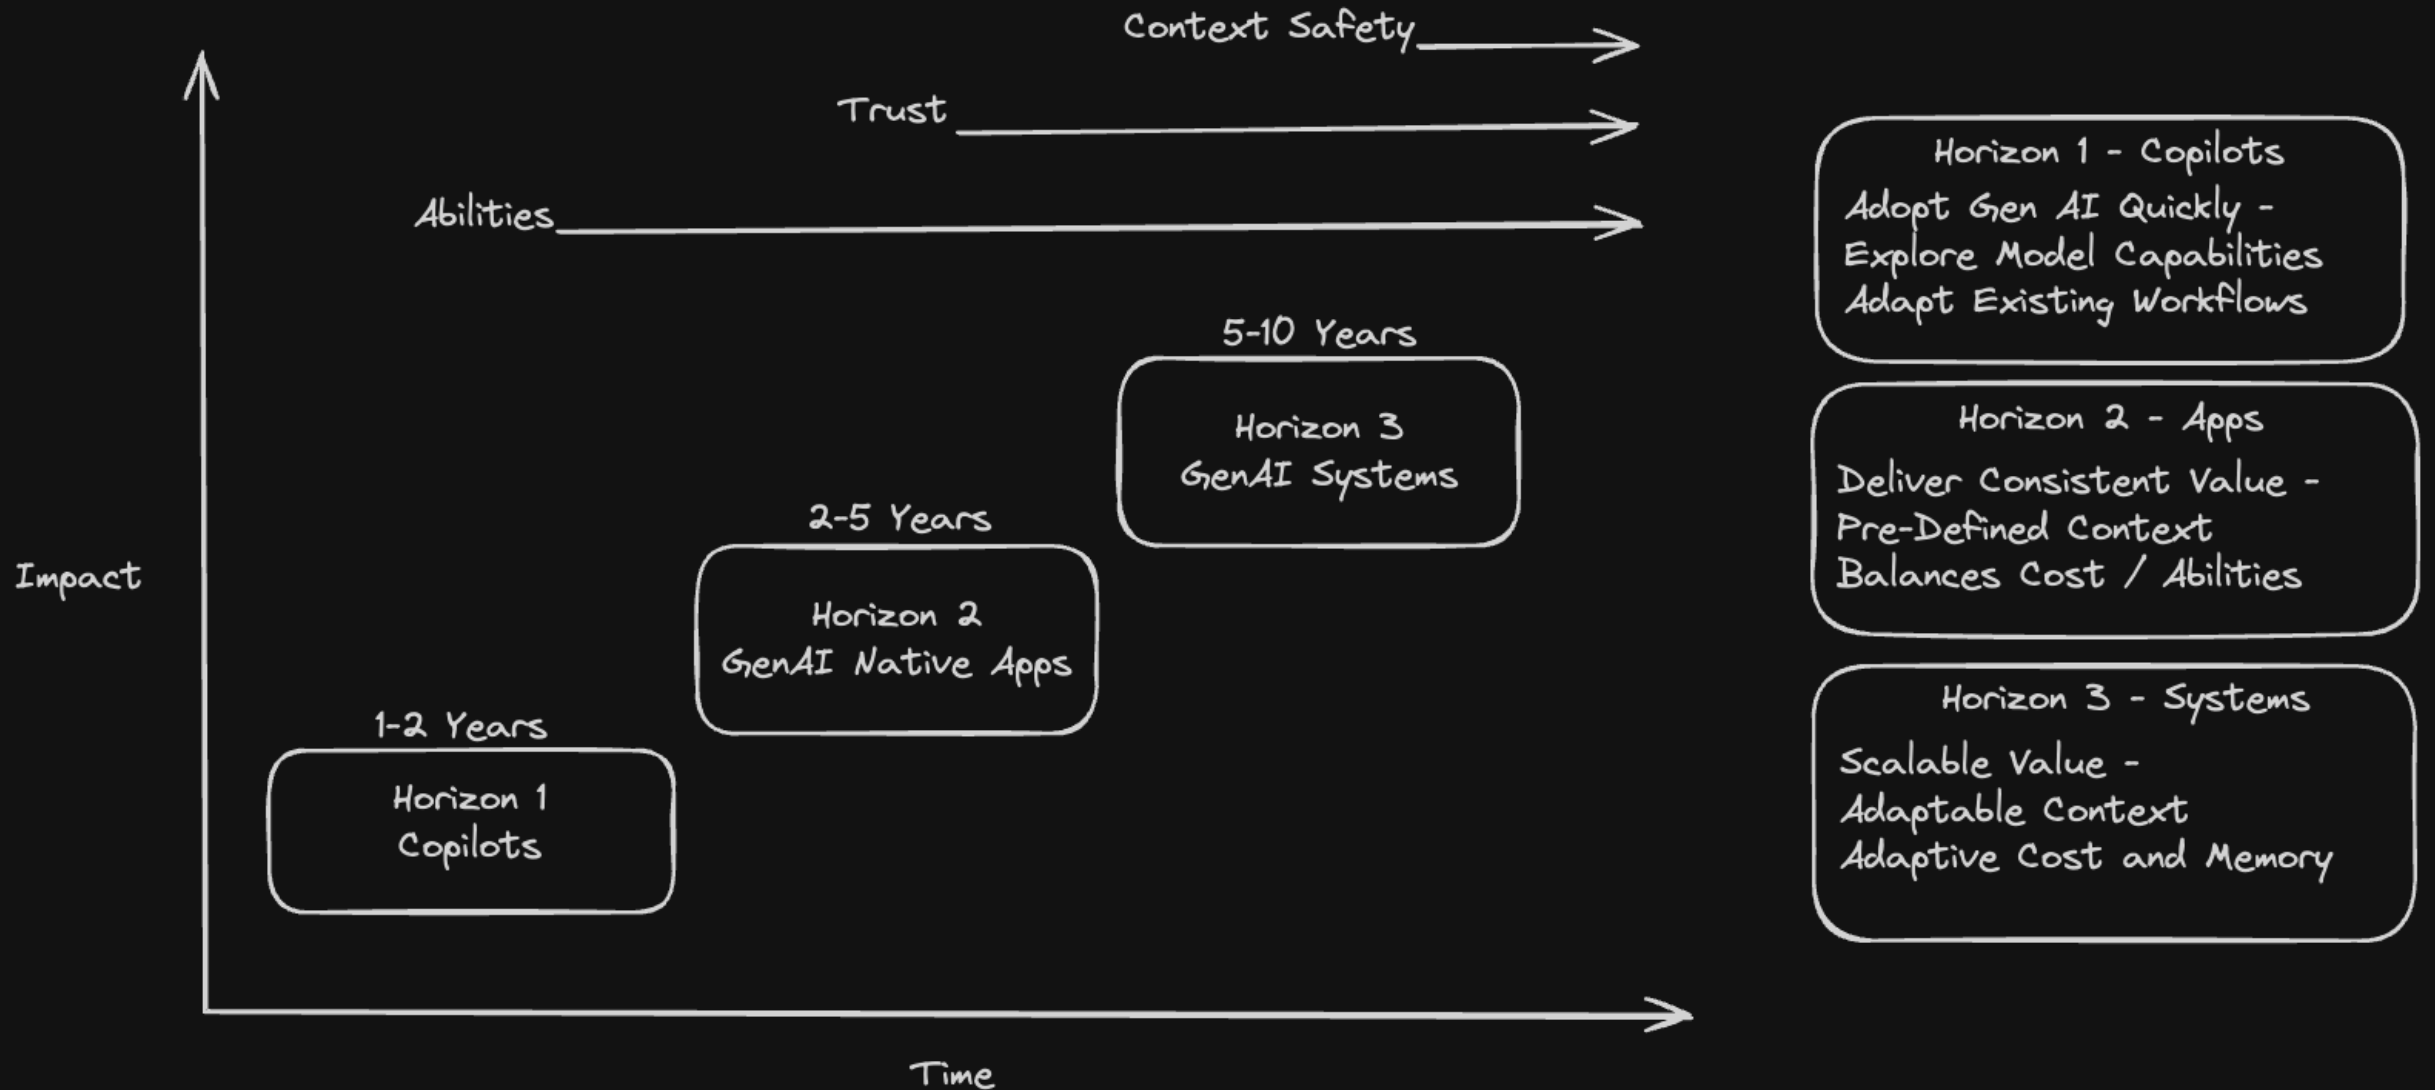 Context Safety
Trust
Abilities
5-10 Years
Horizon 3
GenAI Systems
2-5 Years
Horizon 2
GenAI Native Apps
Impact
1-2 Years
Horizon 1
Copilots
Time
Horizon 1 - Copilots
Adopt Gen AI Quickly -
Explore Model Capabilities
Adapt Existing Workflows
Horizon 2 - Apps
Deliver Consistent Value -
Pre-Defined Context
Balances Cost / Abilities
Horizon 3 - Systems
Scalable Value -
Adaptable Context
Adaptive Cost and Memory